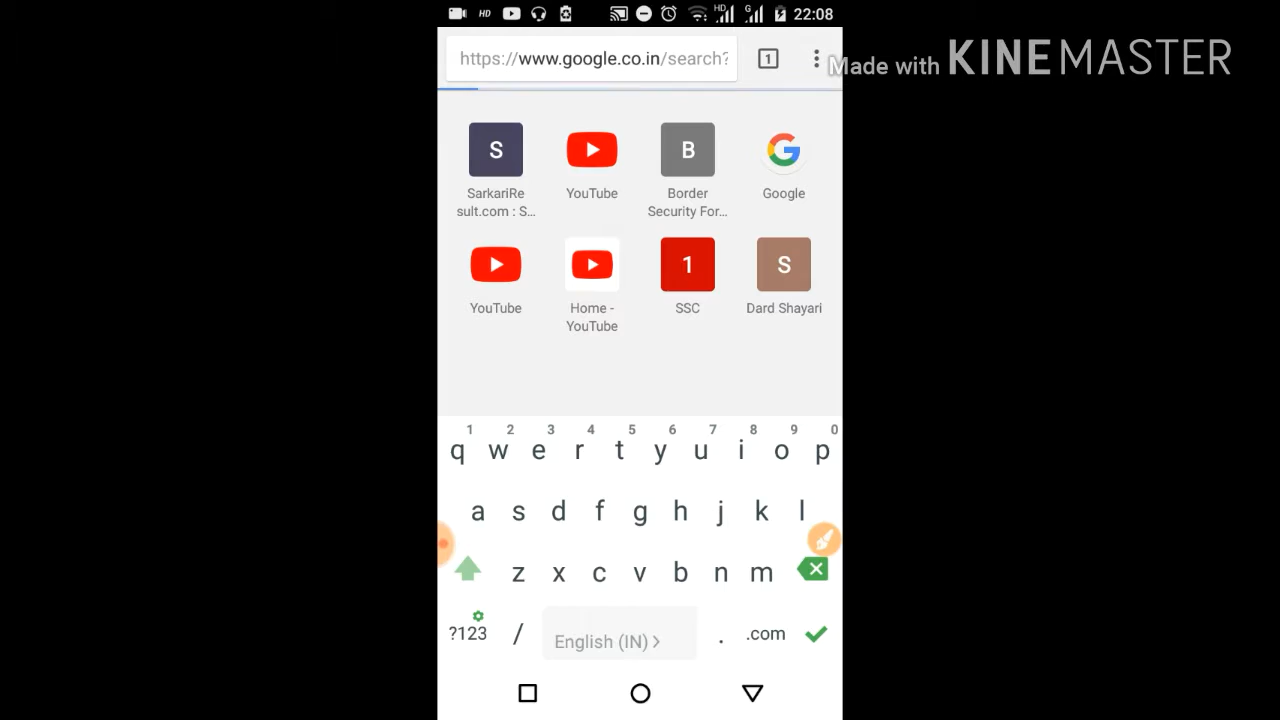 HD HD G 22:08
https://www.google.co.in/search? 1
Made with KINEMASTER
S B
SarkariRe
sult.com : S...
YouTube
Border
Security For...
Google
1 S
YouTube
Home -
YouTube
SSC
Dard Shayari
1 2 3 4 5 6 7 8 9 0
q w e r t y u i o p
a s d f g h j k l
z x c v b n m
?123 / English (IN) > . .com